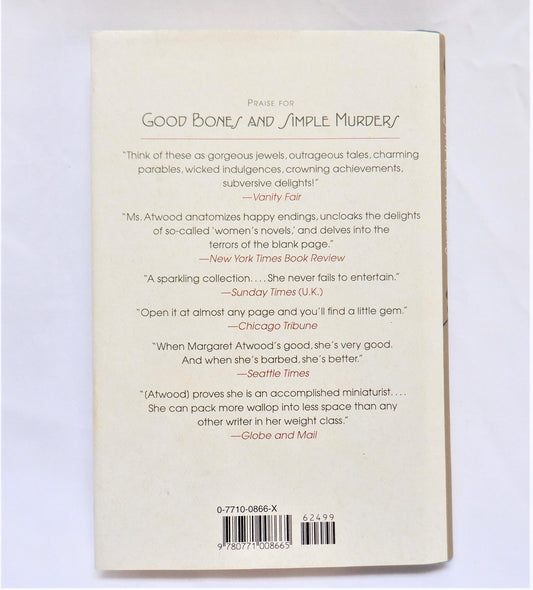 PRAISE FOR
GOOD BONES AND SIMPLE MURDERS
“Think of these as gorgeous jewels, outrageous tales, charming
parables, wicked indulgences, crowning achievements,
subversive delights!”
—Vanity Fair
“Ms. Atwood anatomizes happy endings, uncloaks the delights
of so-called ‘women’s novels,’ and delves into the
terrors of the blank page.”
—New York Times Book Review
“A sparkling collection. . . . She never fails to entertain.”
—Sunday Times (U.K.)
“Open it at almost any page and you’ll find a little gem.”
—Chicago Tribune
“When Margaret Atwood’s good, she’s very good.
And when she’s barbed, she’s better.”
—Seattle Times
“(Atwood) proves she is an accomplished miniaturist. . . .
She can pack more wallop into less space than any
other writer in her weight class.”
—Globe and Mail
0-7710-0866-X
62499
9 780771 008665